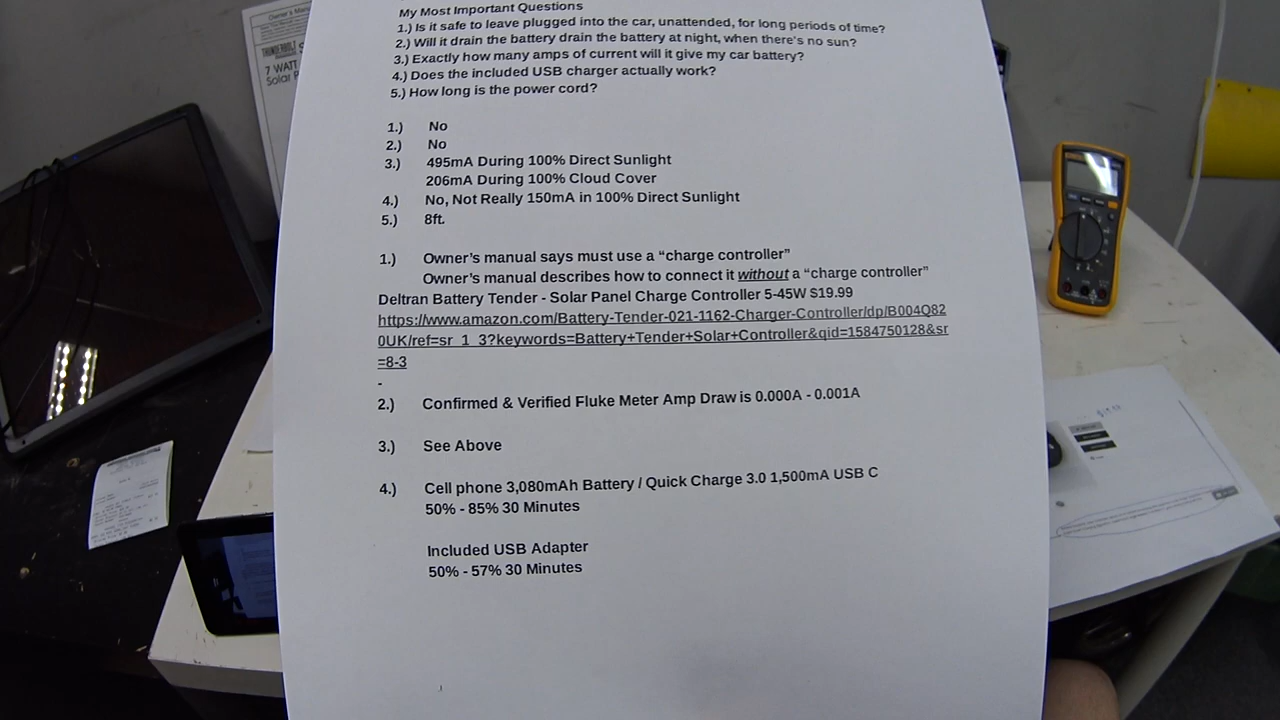 My Most Important Questions
1.) Is it safe to leave plugged into the car, unattended, for long periods of time?
2.) Will it drain the battery drain the battery at night, when there's no sun?
3.) Exactly how many amps of current will it give my car battery?
4.) Does the included USB charger actually work?
5.) How long is the power cord?
1.) No
2.) No
3.) 495mA During 100% Direct Sunlight
206mA During 100% Cloud Cover
4.) No, Not Really 150mA in 100% Direct Sunlight
5.) 8ft.
1.) Owner's manual says must use a “charge controller”
Owner's manual describes how to connect it without a “charge controller”
Deltran Battery Tender - Solar Panel Charge Controller 5-45W $19.99
https://www.amazon.com/Battery-Tender-021-1162-Charger-Controller/dp/B004Q82
0UK/ref=sr_1_3?keywords=Battery+Tender+Solar+Controller&qid=1584750128&sr
=8-3
-
2.) Confirmed & Verified Fluke Meter Amp Draw is 0.000A - 0.001A
3.) See Above
4.) Cell phone 3,080mAh Battery / Quick Charge 3.0 1,500mA USB C
50% - 85% 30 Minutes
Included USB Adapter
50% - 57% 30 Minutes
Owner's Manu
THUNDERBOLT
7 WATT
Solar P